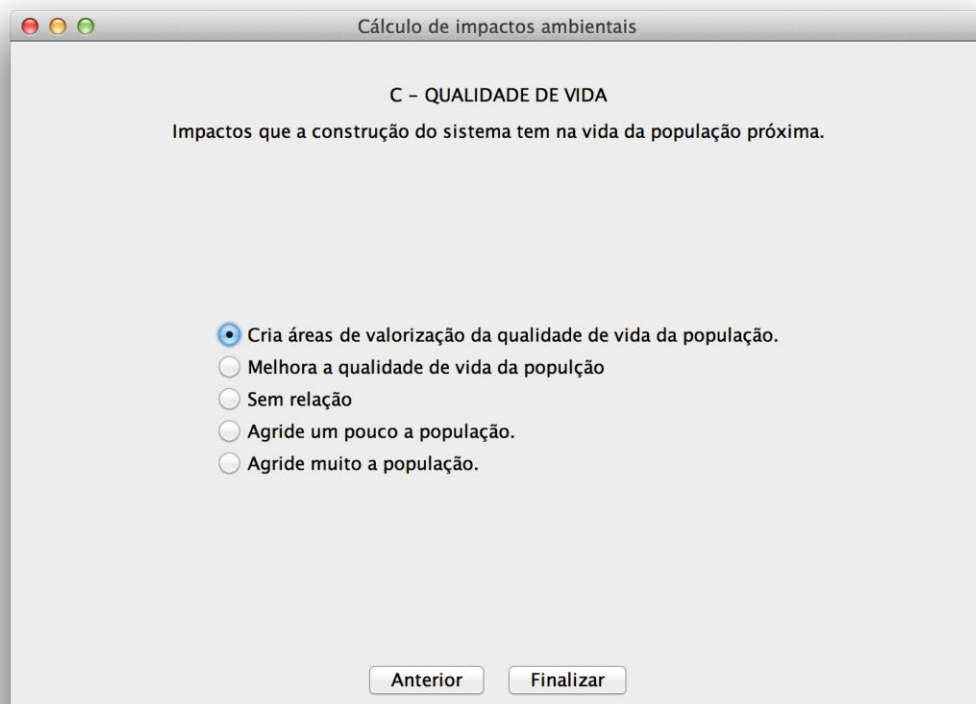 Cálculo de impactos ambientais
C – QUALIDADE DE VIDA
Impactos que a construção do sistema tem na vida da população próxima.
Cria áreas de valorização da qualidade de vida da população.
Melhora a qualidade de vida da populção
Sem relação
Agride um pouco a população.
Agride muito a população.
Anterior Finalizar